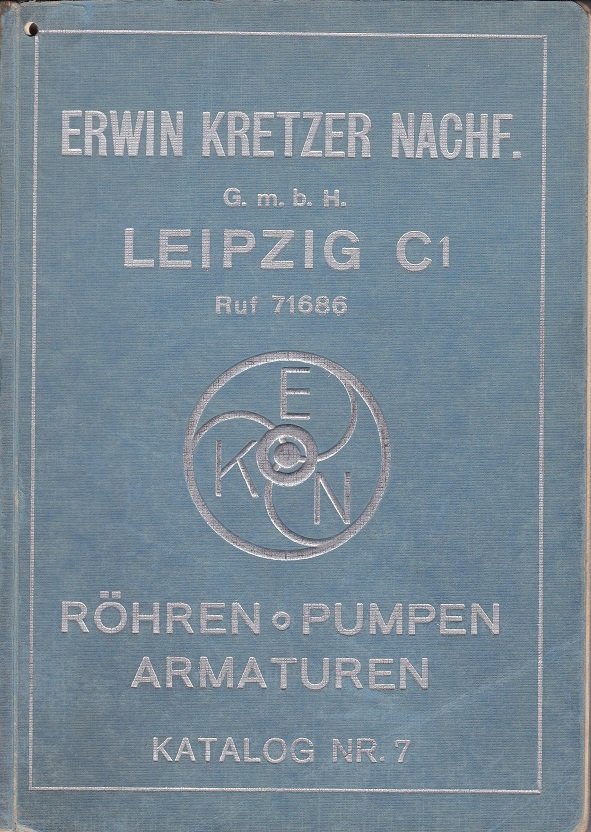 ERWIN KRETZER NACHF.
G. m. b. H.
LEIPZIG C1
Ruf 71686
E
K N
RÖHREN o PUMPEN
ARMATUREN
KATALOG NR. 7